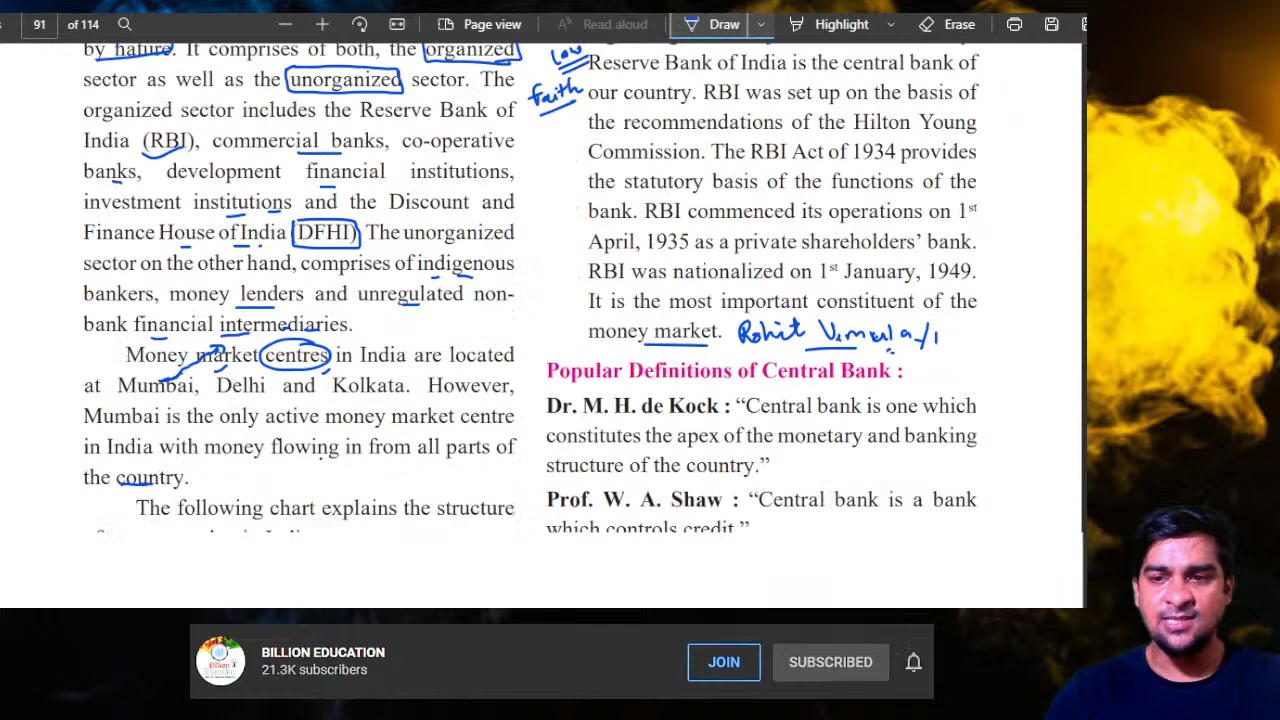 91 of 114 Page view Read aloud Draw Highlight Erase
by nature. It comprises of both, the organized
sector as well as the unorganized sector. The
organized sector includes the Reserve Bank of
India (RBI), commercial banks, co-operative
banks, development financial institutions,
investment institutions and the Discount and
Finance House of India (DFHI). The unorganized
sector on the other hand, comprises of indigenous
bankers, money lenders and unregulated non-
bank financial intermediaries.
Money market centres in India are located
at Mumbai, Delhi and Kolkata. However,
Mumbai is the only active money market centre
in India with money flowing in from all parts of
the country.
The following chart explains the structure
Law
Faith
Reserve Bank of India is the central bank of
our country. RBI was set up on the basis of
the recommendations of the Hilton Young
Commission. The RBI Act of 1934 provides
the statutory basis of the functions of the
bank. RBI commenced its operations on 1st
April, 1935 as a private shareholders' bank.
RBI was nationalized on 1st January, 1949.
It is the most important constituent of the
money market. Rohit Vemula
Popular Definitions of Central Bank :
Dr. M. H. de Kock : “Central bank is one which
constitutes the apex of the monetary and banking
structure of the country.”
Prof. W. A. Shaw : “Central bank is a bank
which controls credit.”
BILLION EDUCATION
21.3K subscribers
JOIN
SUBSCRIBED